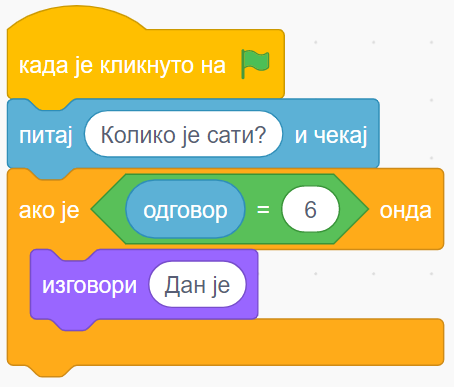 када је кликнуто на
питај Колико је сати? и чекај
ако је одговор = 6 онда
изговори Дан је